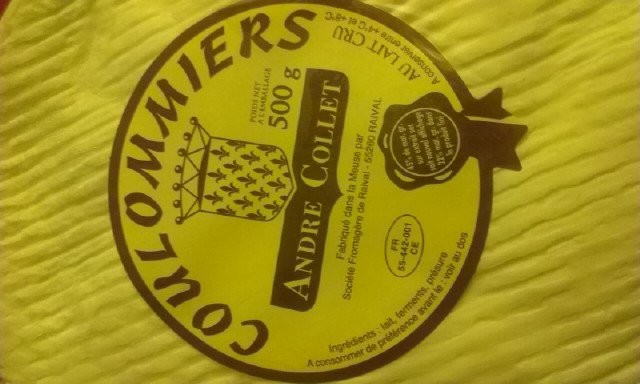 COULOMMIERS
POIDS NET
A L'EMBALLAGE
500 g
ANDRE COLLET
Fabriqué dans la Meuse par
Société Fromagère de Raival - 55260 RAIVAL
FR
55-442-001
CE
AU LAIT CRU
A conserver entre +4°C et +8°C
Ingrédients : lait, ferments, présure
A consommer de préférence avant le : voir au dos